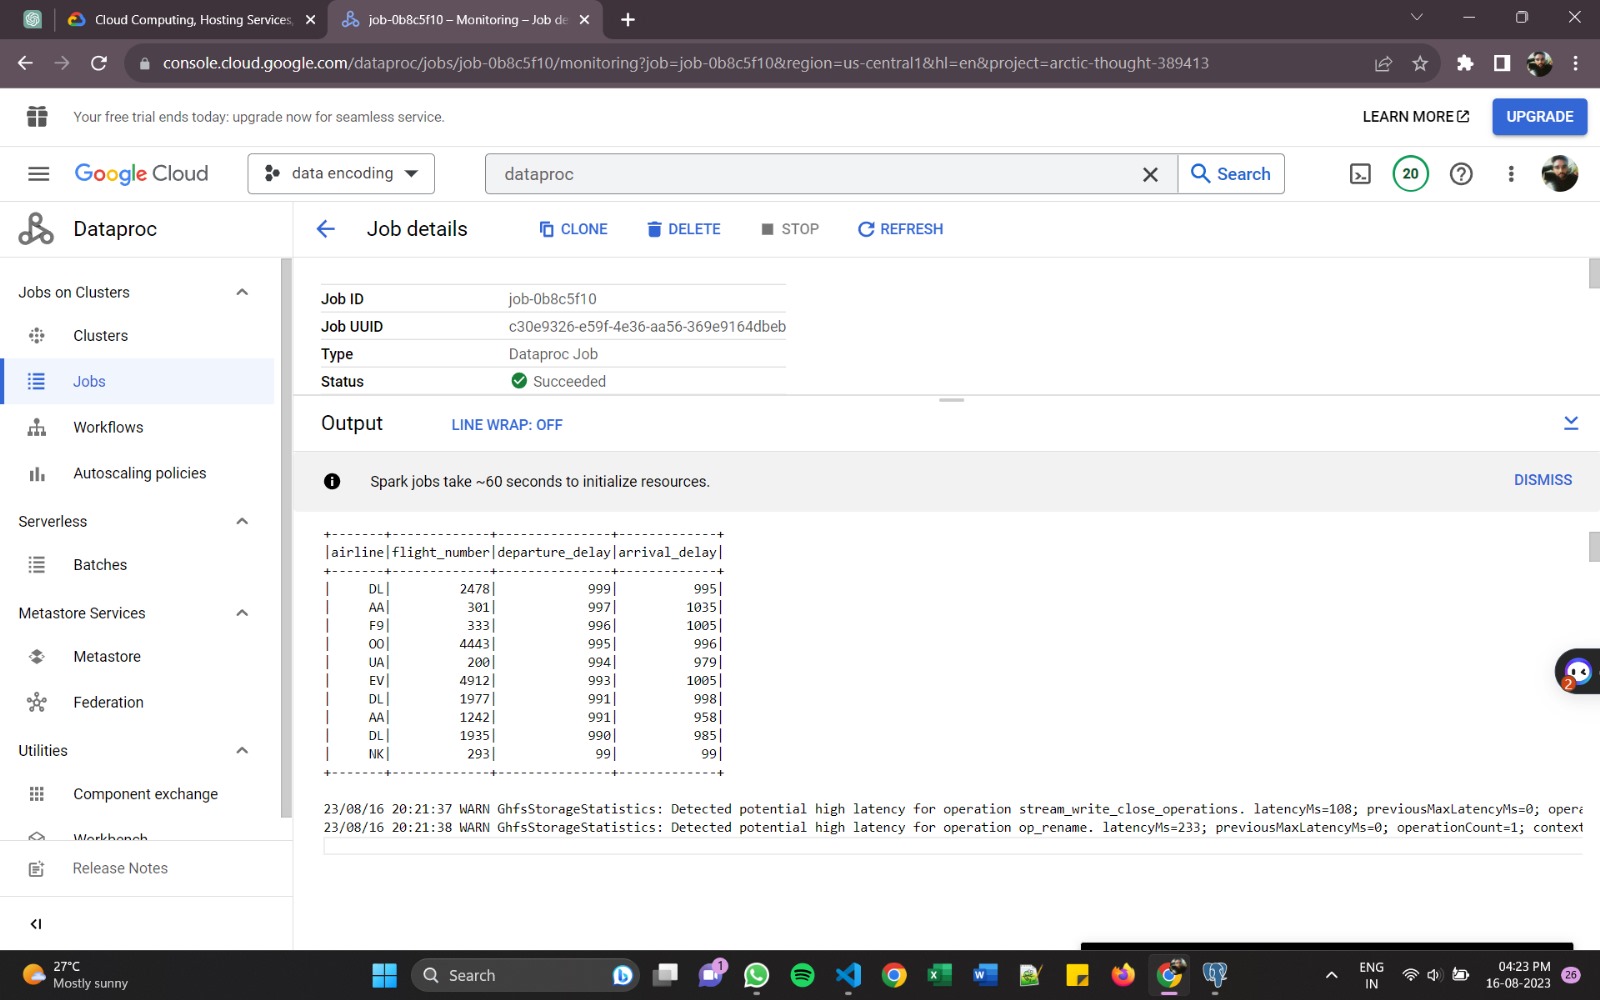 Cloud Computing, Hosting Services,
job-0b8c5f10 – Monitoring – Job de
console.cloud.google.com/dataproc/jobs/job-0b8c5f10/monitoring?job=job-0b8c5f10&region=us-central1&hl=en&project=arctic-thought-389413
Your free trial ends today: upgrade now for seamless service.
LEARN MORE
UPGRADE
Google Cloud
data encoding
dataproc
Search
20
Dataproc
Job details
CLONE
DELETE
STOP
REFRESH
Jobs on Clusters
Clusters
Jobs
Workflows
Autoscaling policies
Serverless
Batches
Metastore Services
Metastore
Federation
Utilities
Component exchange
Workbench
Release Notes
Job ID job-0b8c5f10
Job UUID c30e9326-e59f-4e36-aa56-369e9164dbeb
Type Dataproc Job
Status Succeeded
Output
LINE WRAP: OFF
Spark jobs take ~60 seconds to initialize resources.
DISMISS
+-------+-------------+---------------+-------------+
|airline|flight_number|departure_delay|arrival_delay|
+-------+-------------+---------------+-------------+
|     DL|         2478|            999|          995|
|     AA|          301|            997|         1035|
|     F9|          333|            996|         1005|
|     OO|         4443|            995|          996|
|     UA|          200|            994|          979|
|     EV|         4912|            993|         1005|
|     DL|         1977|            991|          998|
|     AA|         1242|            991|          958|
|     DL|         1935|            990|          985|
|     NK|          293|             99|           99|
+-------+-------------+---------------+-------------+
23/08/16 20:21:37 WARN GhfsStorageStatistics: Detected potential high latency for operation stream_write_close_operations. latencyMs=108; previousMaxLatencyMs=0; opera
23/08/16 20:21:38 WARN GhfsStorageStatistics: Detected potential high latency for operation op_rename. latencyMs=233; previousMaxLatencyMs=0; operationCount=1; context
2
27°C
Mostly sunny
Search
1
ENG
IN
04:23 PM
16-08-2023
26